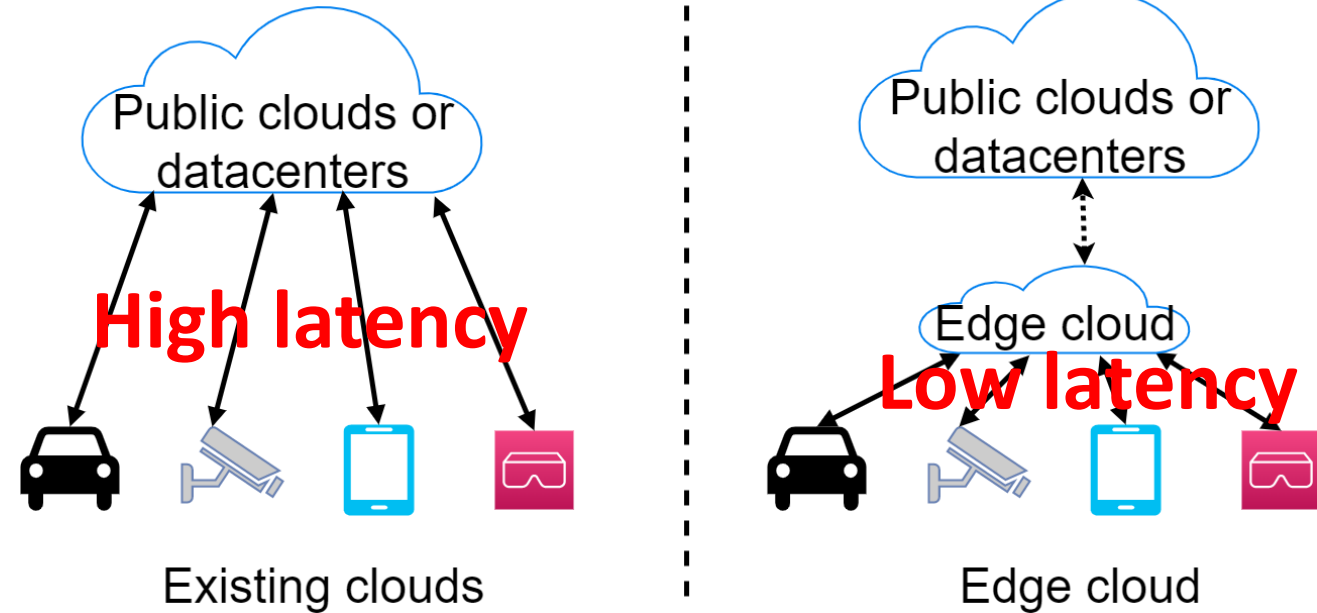 Public clouds or
datacenters
High latency
Existing clouds
Public clouds or
datacenters
Edge cloud
Low latency
Edge cloud